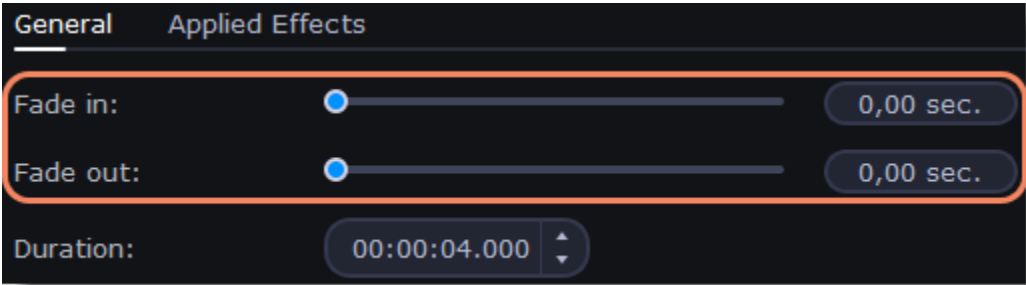 General Applied Effects
Fade in: 0,00 sec.
Fade out: 0,00 sec.
Duration: 00:00:04.000